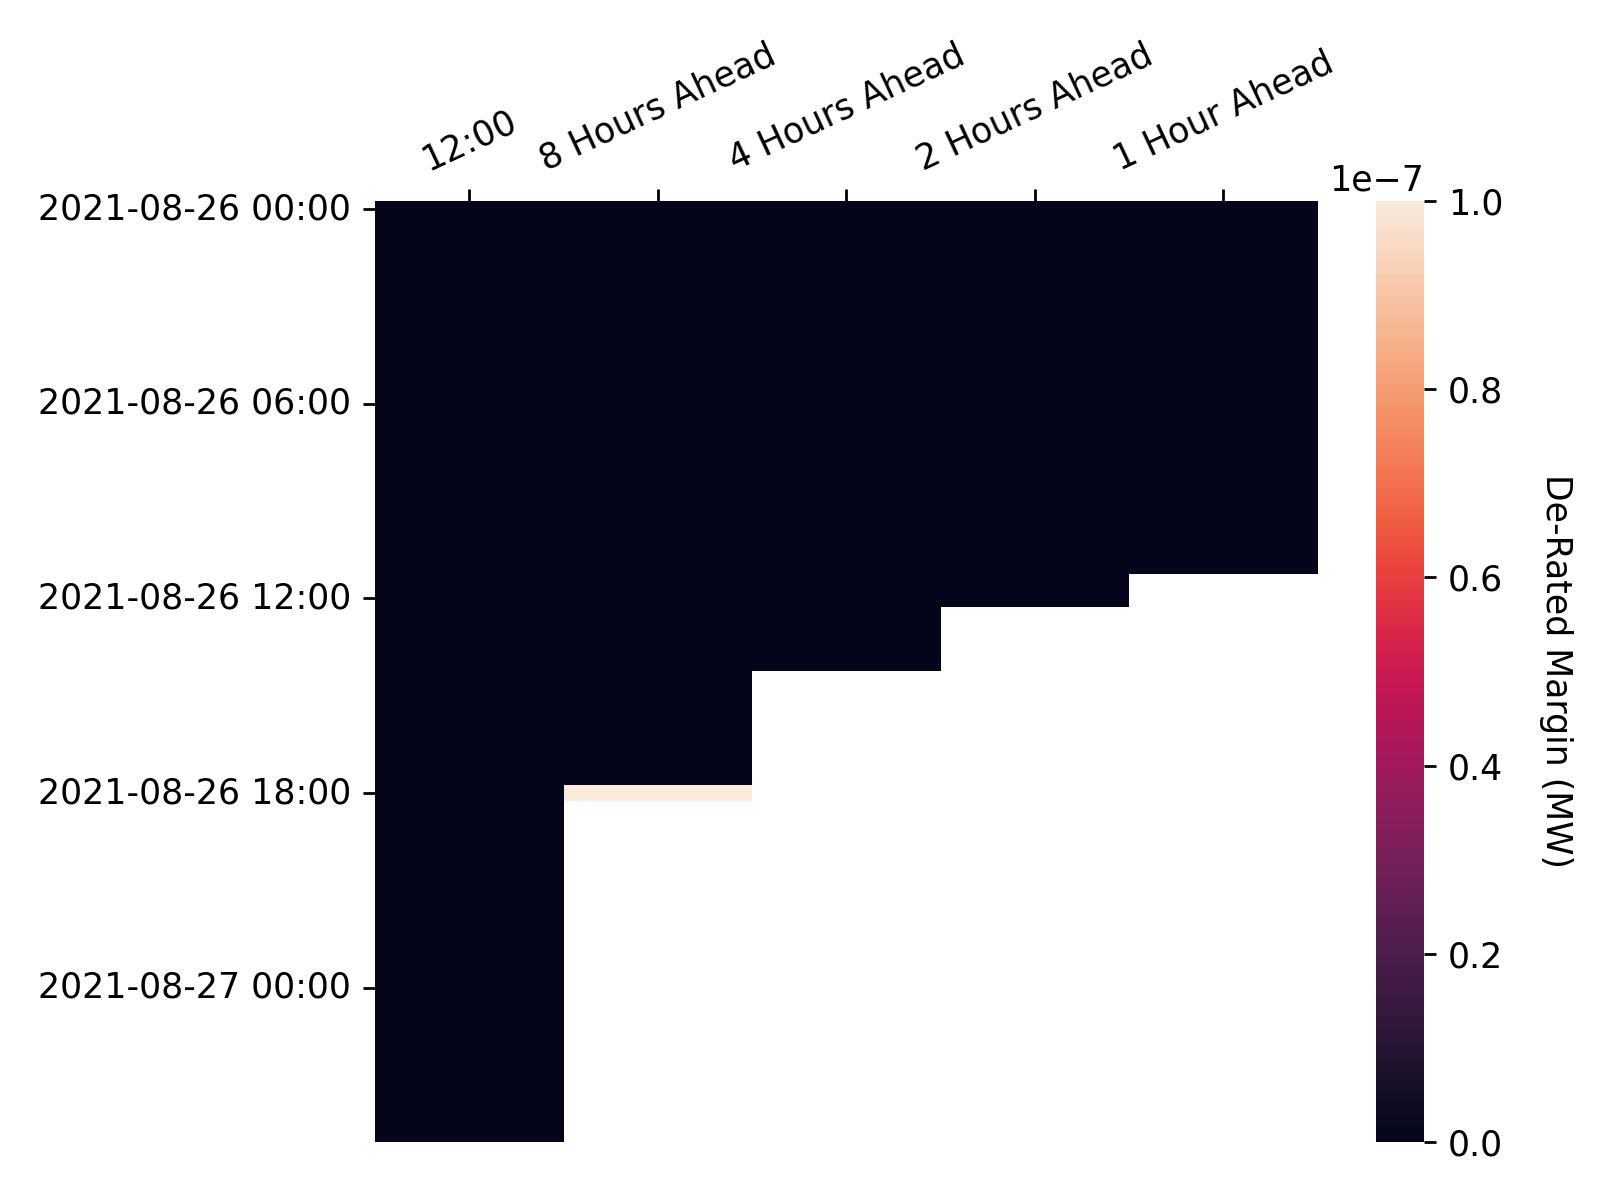 12:00
8 Hours Ahead
4 Hours Ahead
2 Hours Ahead
1 Hour Ahead
2021-08-26 00:00
2021-08-26 06:00
2021-08-26 12:00
2021-08-26 18:00
2021-08-27 00:00
1e−7
1.0
0.8
0.6
0.4
0.2
0.0
De-Rated Margin (MW)